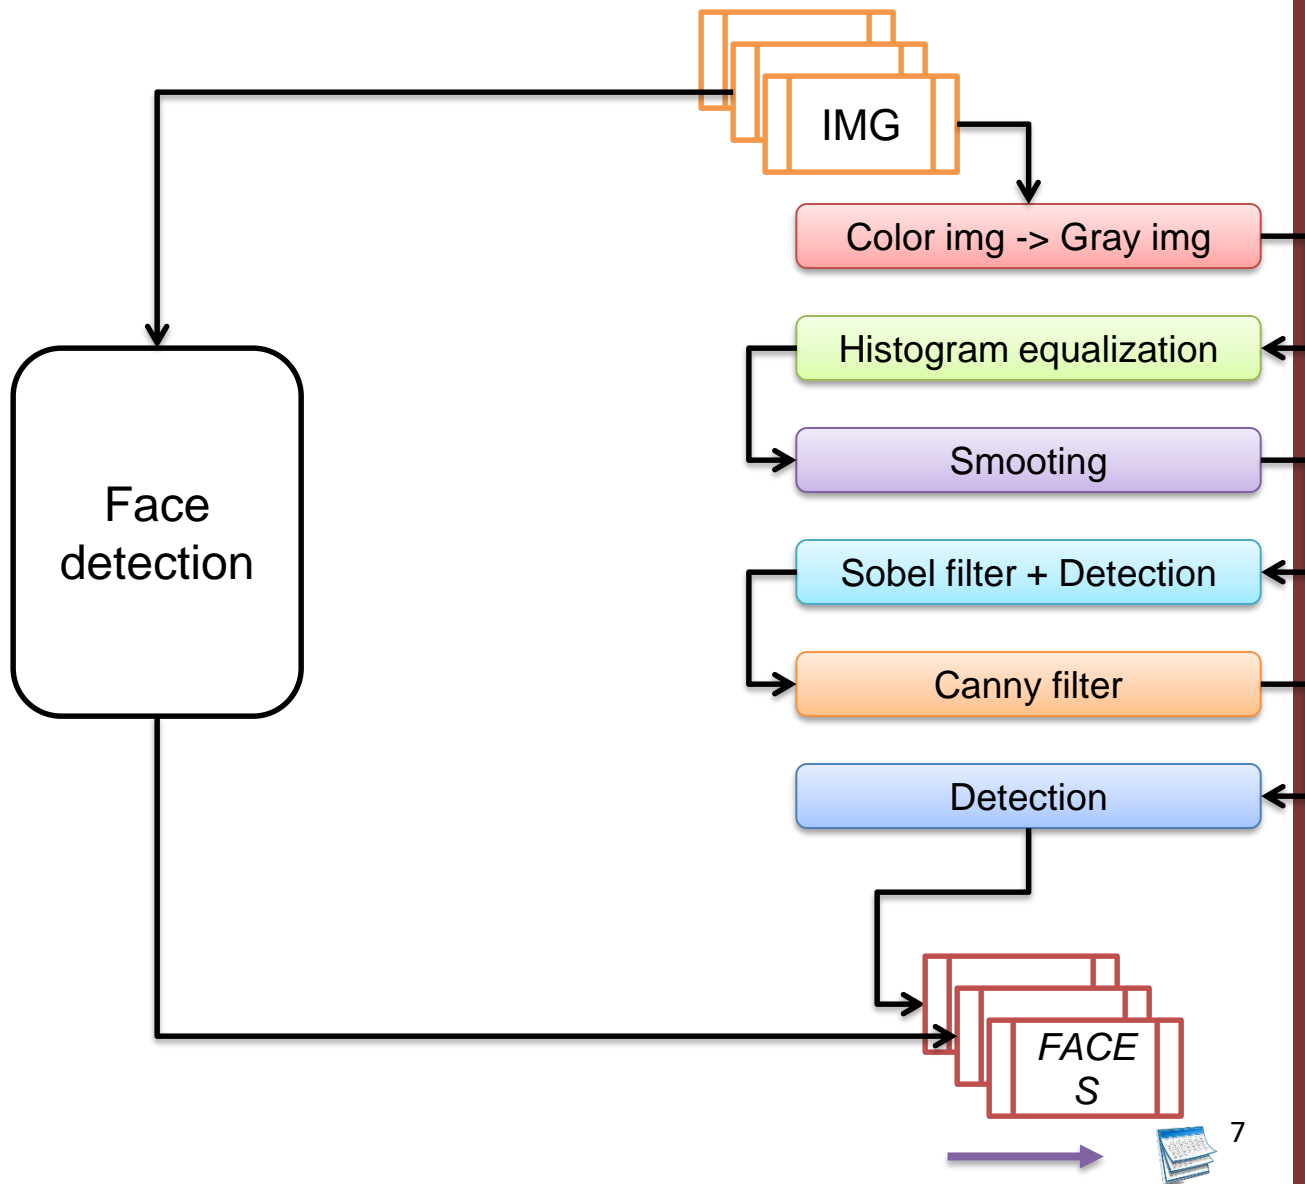 IMG
Color img -> Gray img
Histogram equalization
Smooting
Face
detection
Sobel filter + Detection
Canny filter
Detection
FACE
S
7